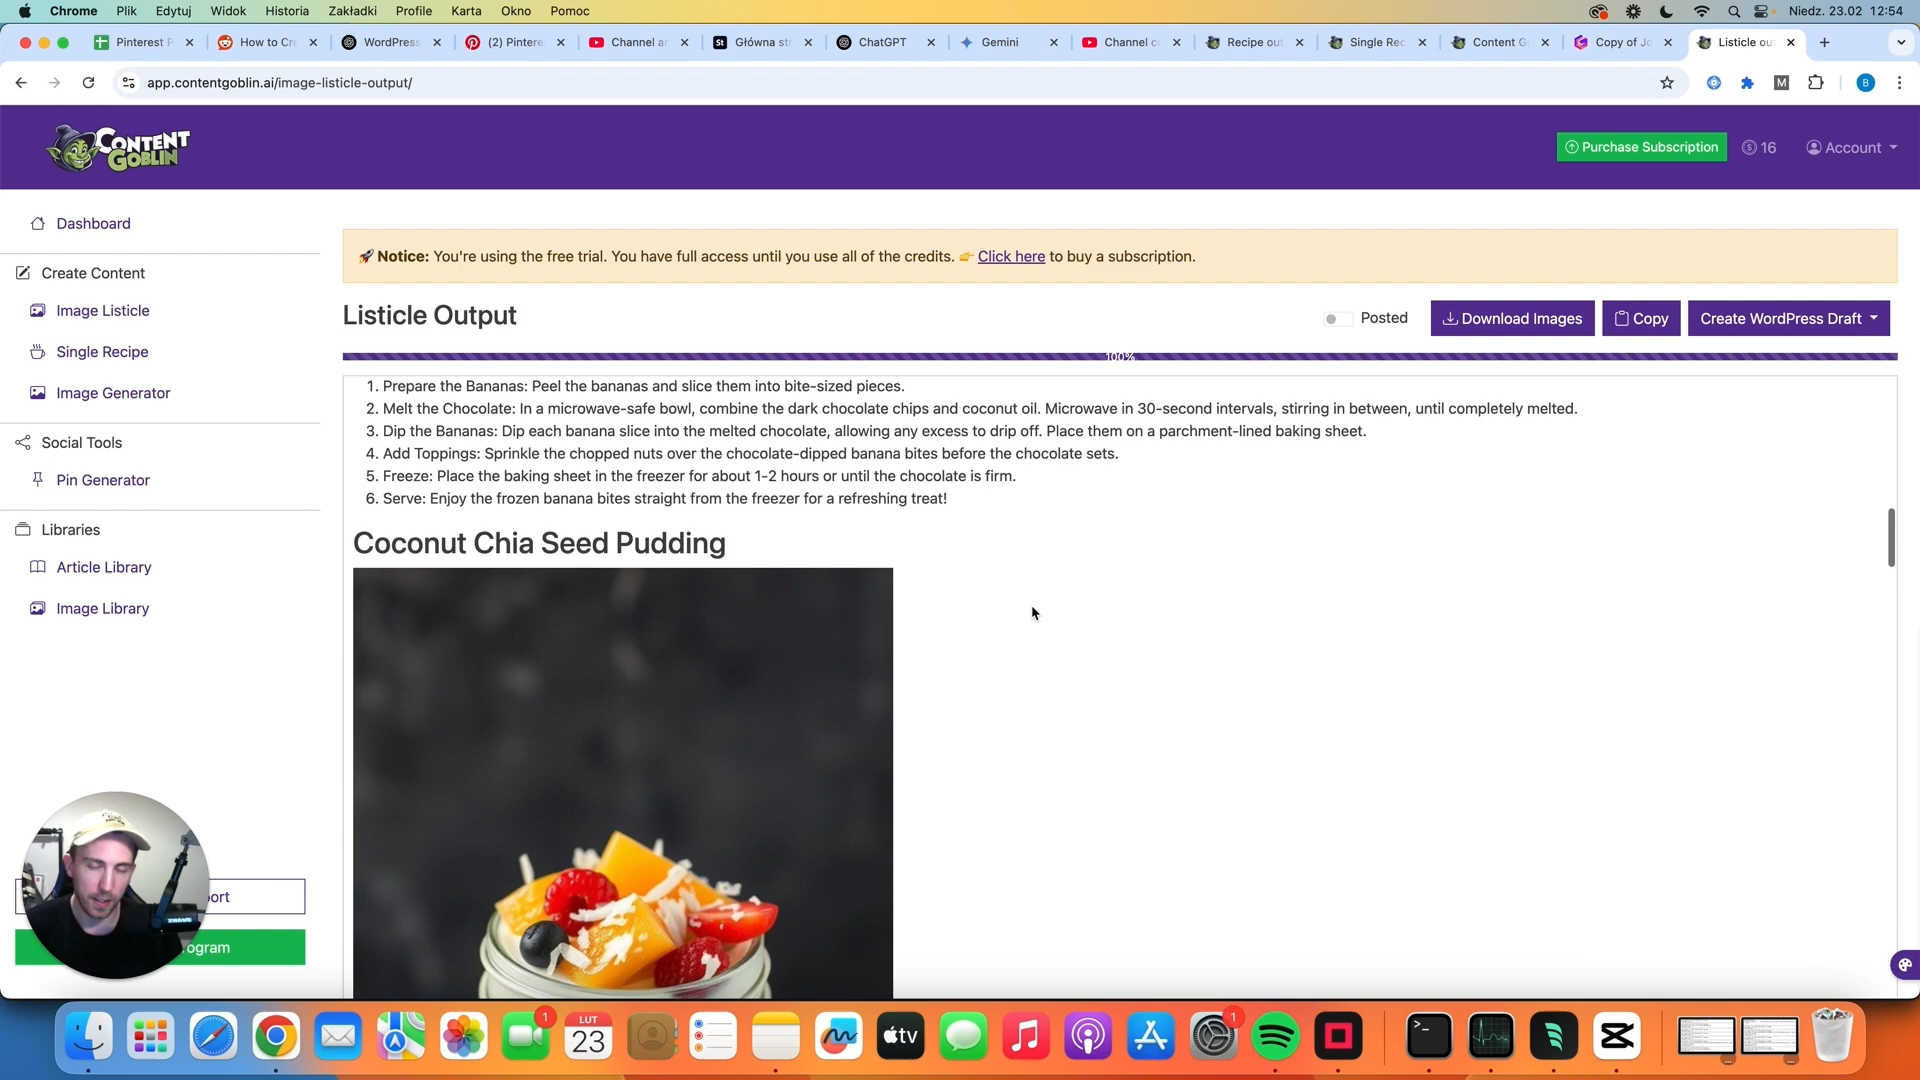 Chrome Plik Edytuj Widok Historia Zakładki Profile Karta Okno Pomoc Niedz. 23.02 12:54
Pinterest P How to Cre WordPress (2) Pintere Channel an Główna str ChatGPT Gemini Channel co Recipe out Single Rec Content G Copy of Jo Listicle ou
app.contentgoblin.ai/image-listicle-output/
CONTENT GOBLIN
Purchase Subscription 16 Account
Dashboard
Create Content
Image Listicle
Single Recipe
Image Generator
Social Tools
Pin Generator
Libraries
Article Library
Image Library
ort
ogram
Notice: You're using the free trial. You have full access until you use all of the credits. Click here to buy a subscription.
Listicle Output
Posted Download Images Copy Create WordPress Draft
100%
1. Prepare the Bananas: Peel the bananas and slice them into bite-sized pieces.
2. Melt the Chocolate: In a microwave-safe bowl, combine the dark chocolate chips and coconut oil. Microwave in 30-second intervals, stirring in between, until completely melted.
3. Dip the Bananas: Dip each banana slice into the melted chocolate, allowing any excess to drip off. Place them on a parchment-lined baking sheet.
4. Add Toppings: Sprinkle the chopped nuts over the chocolate-dipped banana bites before the chocolate sets.
5. Freeze: Place the baking sheet in the freezer for about 1-2 hours or until the chocolate is firm.
6. Serve: Enjoy the frozen banana bites straight from the freezer for a refreshing treat!
Coconut Chia Seed Pudding
1
LUT
23
tv
1